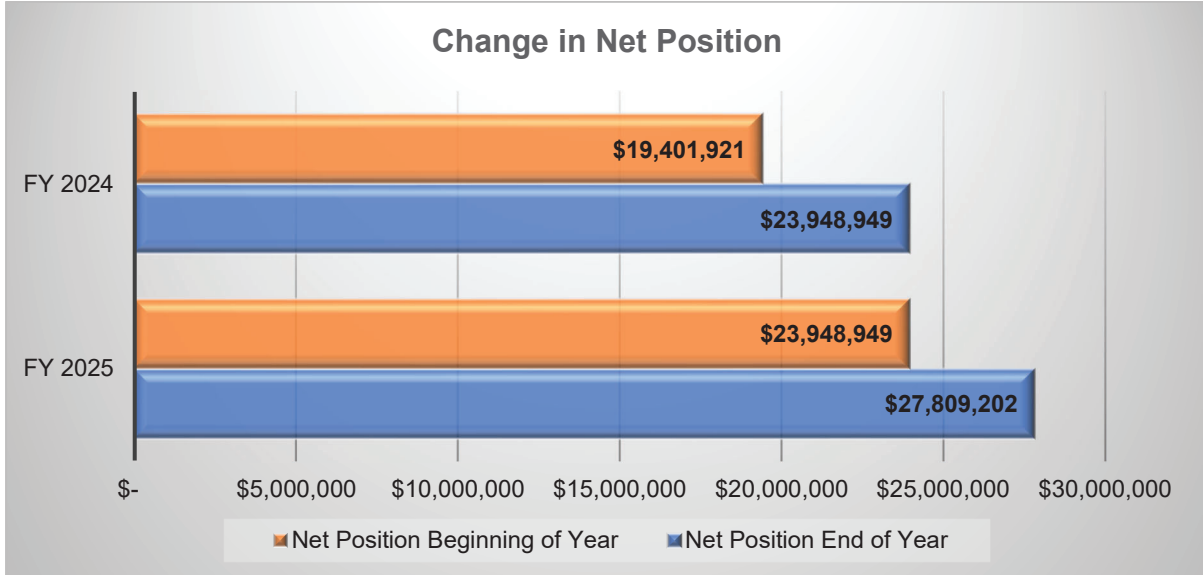 Change in Net Position
FY 2024
$19,401,921
$23,948,949
FY 2025
$23,948,949
$27,809,202
$- $5,000,000 $10,000,000 $15,000,000 $20,000,000 $25,000,000 $30,000,000
Net Position Beginning of Year Net Position End of Year